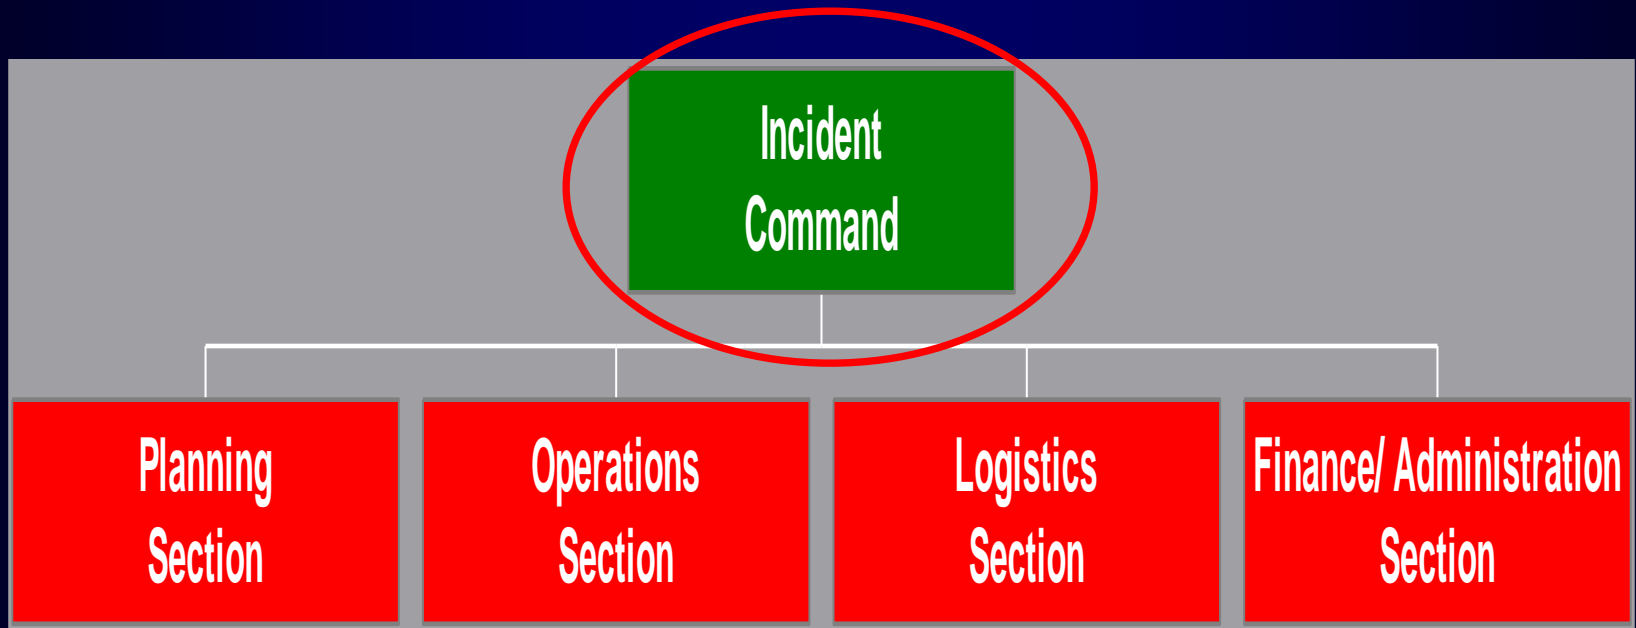 Incident
Command
Planning
Section
Operations
Section
Logistics
Section
Finance/ Administration
Section